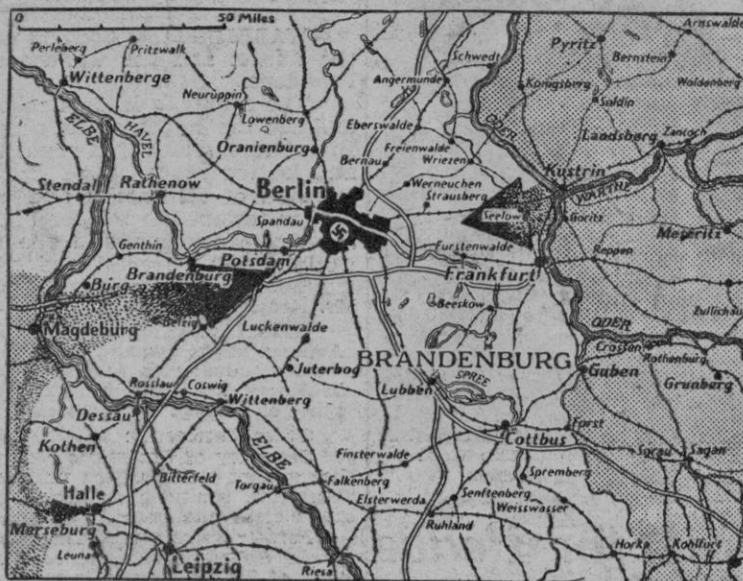 0 50 Miles
Perleberg
Pritzwalk
Wittenberge
Neuruppin
Lowenberg
Oranienburg
ELBE
HAVEL
Stendal
Rathenow
Berlin
Spandau
Genthin
Potsdam
Brandenburg
Burg
Magdeburg
Belzig
Luckenwalde
Juterbog
Schwedt
Angermunde
Eberswalde
Freienwalde
Bernau
Wriezen
Werneuchen
Strausberg
Seelow
ODER
Arnswalde
Pyritz
Bernstein
Woldenberg
Konigsberg
Soldin
Landsberg
Zantoch
Kustrin
WARTHE
Goritz
Meseritz
Furstenwalde
Reppen
Frankfurt
Beeskow
Zullichau
ODER
Crossen
Rothenburg
BRANDENBURG
SPREE
Guben
Grunberg
Lubben
Rosslau
Coswig
Wittenberg
Dessau
ELBE
Kothen
Cottbus
Forst
Sorau
Sagan
Finsterwalde
Bitterfeld
Torgau
Falkenberg
Spremberg
Halle
Elsterwerda
Senftenberg
Weisswasser
Merseburg
Ruhland
Leuna
Leipzig
Riesa
Horka
Kohlfurt